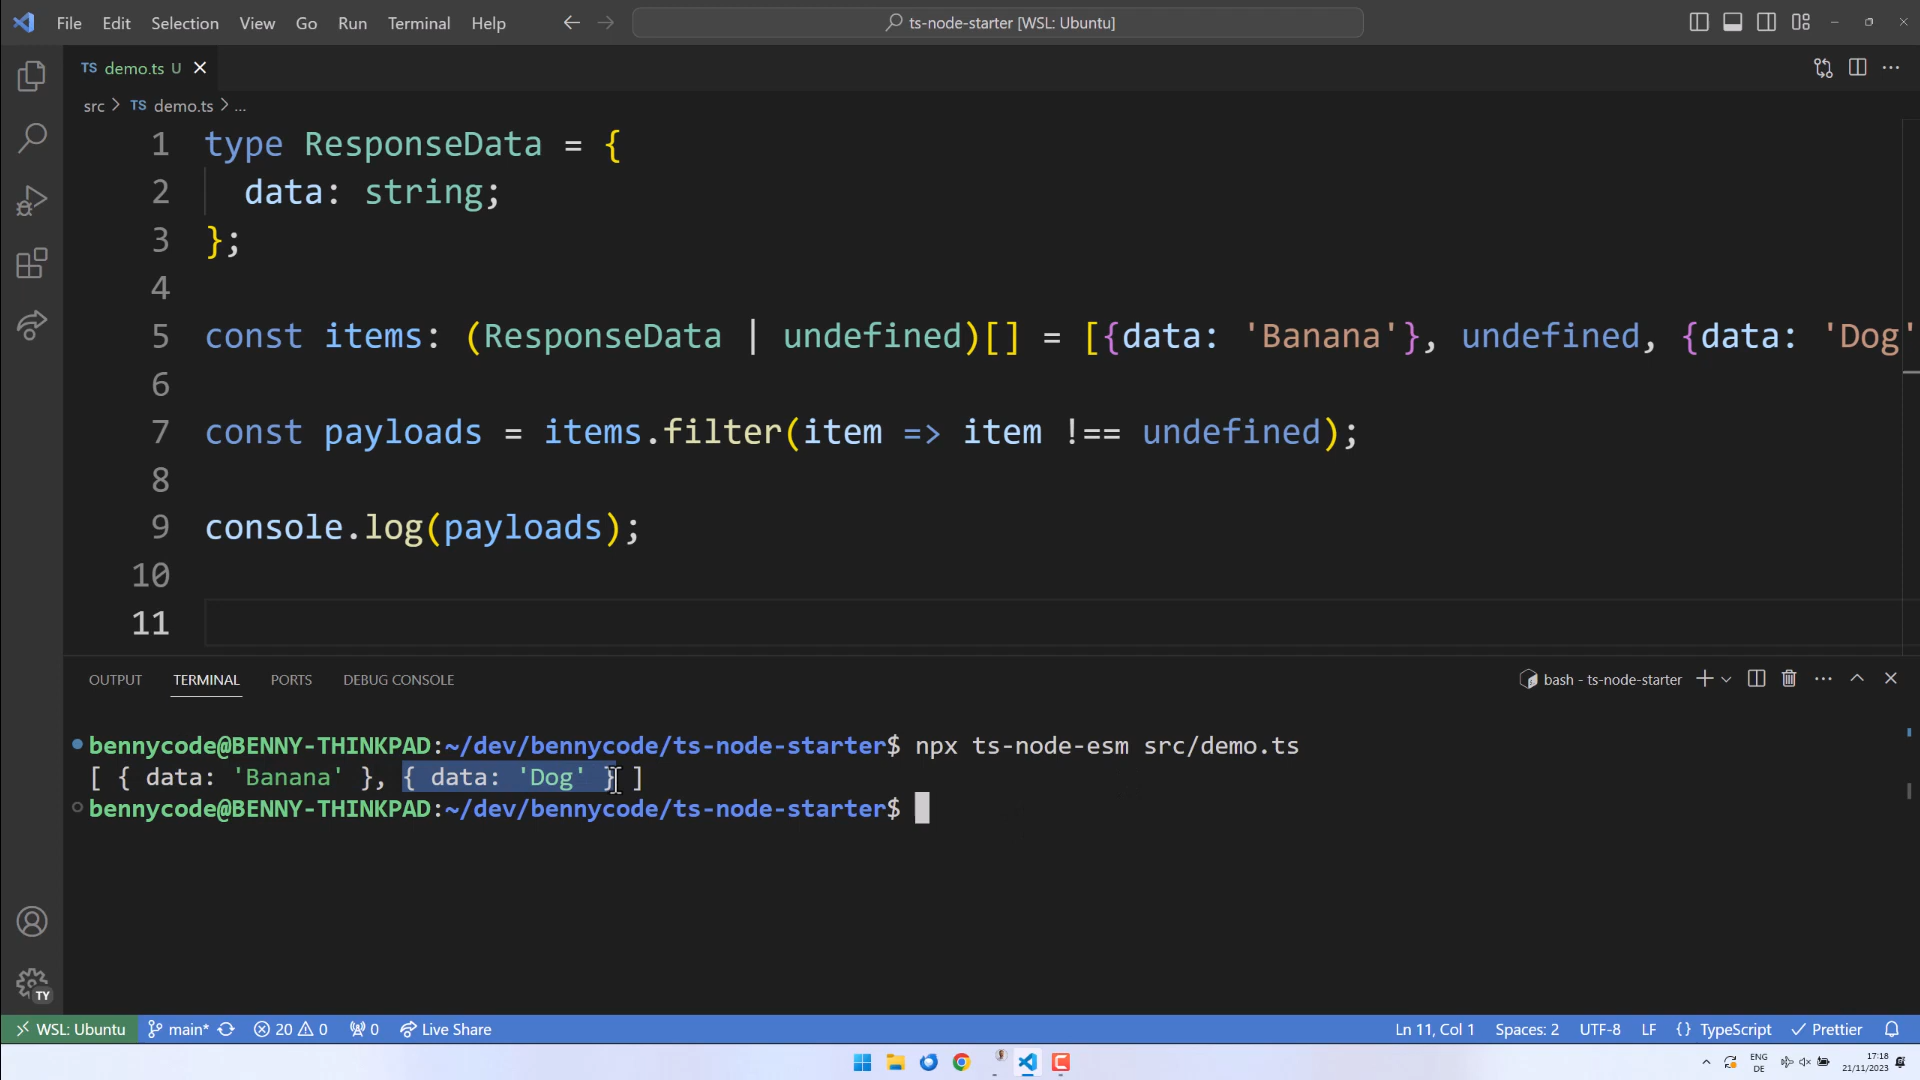 File Edit Selection View Go Run Terminal Help
ts-node-starter [WSL: Ubuntu]
TS demo.ts U
src > TS demo.ts > ...
1 type ResponseData = {
2 data: string;
3 };
4
5 const items: (ResponseData | undefined)[] = [{data: 'Banana'}, undefined, {data: 'Dog'
6
7 const payloads = items.filter(item => item !== undefined);
8
9 console.log(payloads);
10
11
OUTPUT TERMINAL PORTS DEBUG CONSOLE
bash - ts-node-starter
bennycode@BENNY-THINKPAD:~/dev/bennycode/ts-node-starter$ npx ts-node-esm src/demo.ts
[ { data: 'Banana' }, { data: 'Dog' } ]
bennycode@BENNY-THINKPAD:~/dev/bennycode/ts-node-starter$
TY
WSL: Ubuntu main* 20 0 0 Live Share Ln 11, Col 1 Spaces: 2 UTF-8 LF {} TypeScript Prettier
ENG
DE
17:18
21/11/2023